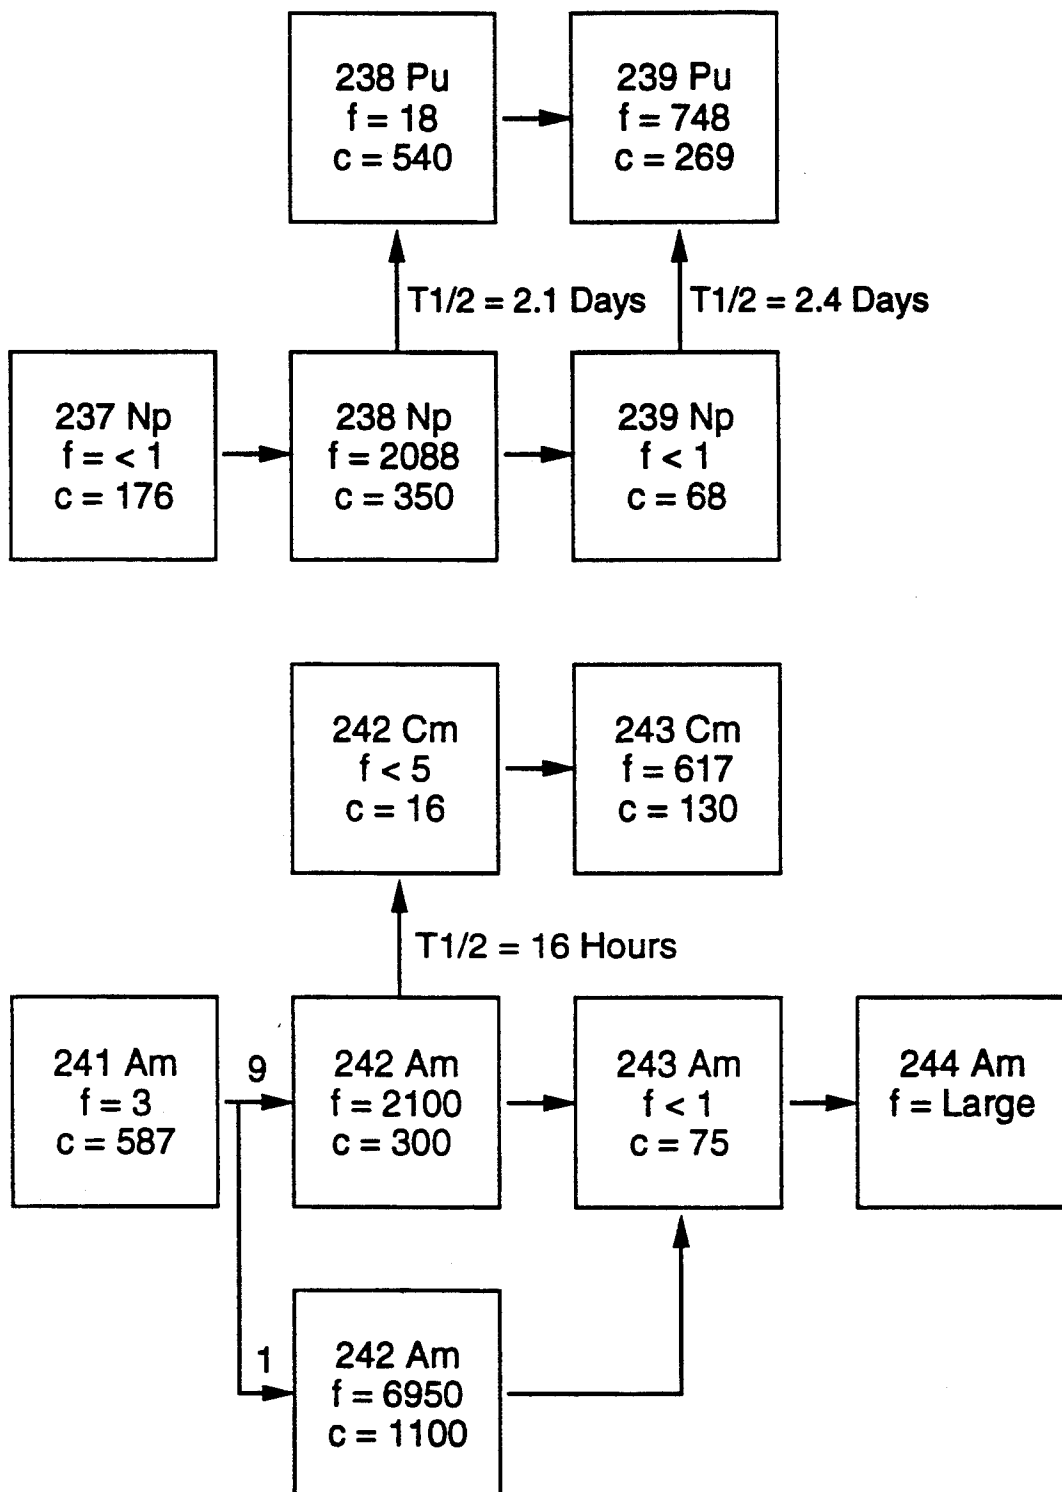 238 Pu
f = 18
c = 540
239 Pu
f = 748
c = 269
T1/2 = 2.1 Days
T1/2 = 2.4 Days
237 Np
f = < 1
c = 176
238 Np
f = 2088
c = 350
239 Np
f < 1
c = 68
242 Cm
f < 5
c = 16
243 Cm
f = 617
c = 130
T1/2 = 16 Hours
241 Am
f = 3
c = 587
9
242 Am
f = 2100
c = 300
243 Am
f < 1
c = 75
244 Am
f = Large
1
242 Am
f = 6950
c = 1100